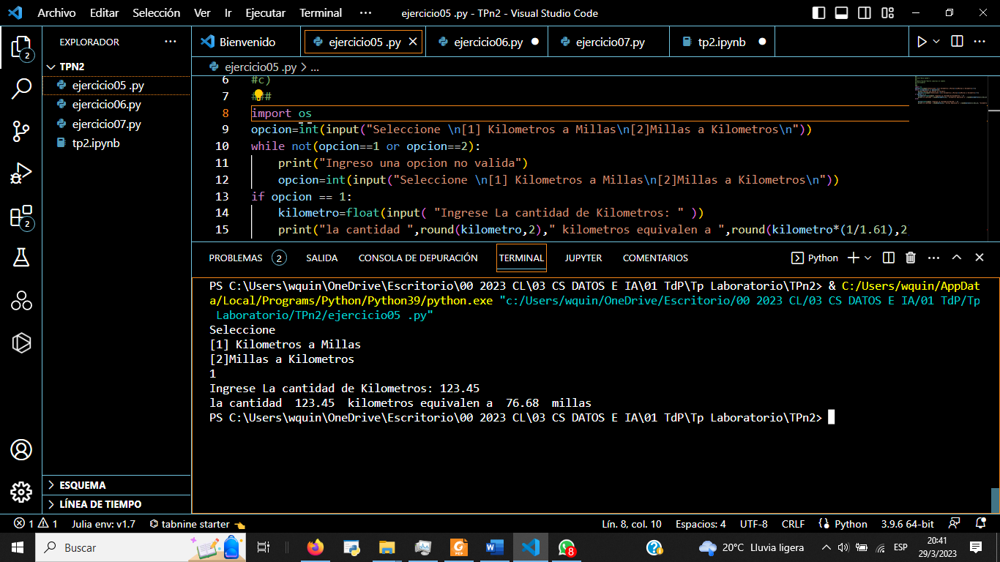 Archivo Editar Selección Ver Ir Ejecutar Terminal ··· ejercicio05 .py - TPn2 - Visual Studio Code
EXPLORADOR ···
TPN2
ejercicio05 .py
ejercicio06.py
ejercicio07.py
tp2.ipynb
ESQUEMA
LÍNEA DE TIEMPO
2
2
Bienvenido ejercicio05 .py ejercicio06.py ejercicio07.py tp2.ipynb
ejercicio05 .py > ...
6 #c)
7 ###
8 import os
9 opcion=int(input("Seleccione \n[1] Kilometros a Millas\n[2]Millas a Kilometros\n"))
10 while not(opcion==1 or opcion==2):
11 print("Ingreso una opcion no valida")
12 opcion=int(input("Seleccione \n[1] Kilometros a Millas\n[2]Millas a Kilometros\n"))
13 if opcion == 1:
14 kilometro=float(input( "Ingrese La cantidad de Kilometros: " ))
15 print("la cantidad ",round(kilometro,2)," kilometros equivalen a ",round(kilometro*(1/1.61),2
PROBLEMAS 2 SALIDA CONSOLA DE DEPURACIÓN TERMINAL JUPYTER COMENTARIOS Python
PS C:\Users\wquin\OneDrive\Escritorio\00 2023 CL\03 CS DATOS E IA\01 TdP\Tp Laboratorio\TPn2> & C:/Users/wquin/AppDat
a/Local/Programs/Python/Python39/python.exe "c:/Users/wquin/OneDrive/Escritorio/00 2023 CL/03 CS DATOS E IA/01 TdP/Tp
Laboratorio/TPn2/ejercicio05 .py"
Seleccione
[1] Kilometros a Millas
[2]Millas a Kilometros
1
Ingrese La cantidad de Kilometros: 123.45
la cantidad  123.45  kilometros equivalen a  76.68  millas
PS C:\Users\wquin\OneDrive\Escritorio\00 2023 CL\03 CS DATOS E IA\01 TdP\Tp Laboratorio\TPn2>
1 1 Julia env: v1.7 tabnine starter Lín. 8, col. 10 Espacios: 4 UTF-8 CRLF Python 3.9.6 64-bit
Buscar 8 20°C Lluvia ligera ESP 20:41
29/3/2023